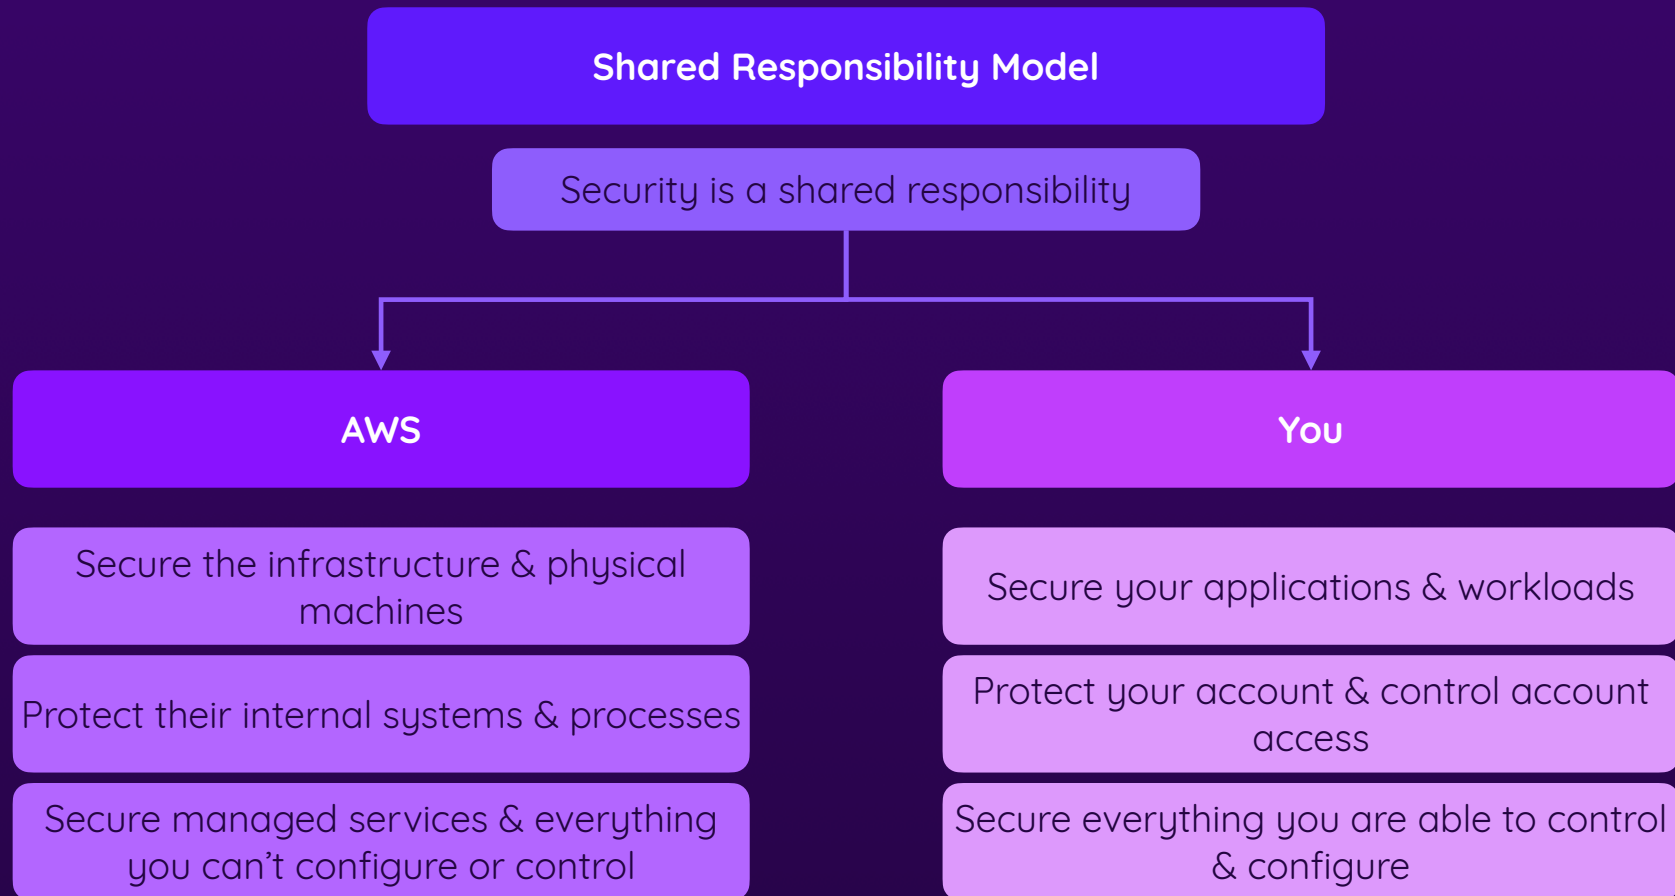 Shared Responsibility Model
Security is a shared responsibility
AWS
Secure the infrastructure & physical
machines
Protect their internal systems & processes
Secure managed services & everything
you can’t configure or control
You
Secure your applications & workloads
Protect your account & control account
access
Secure everything you are able to control
& configure